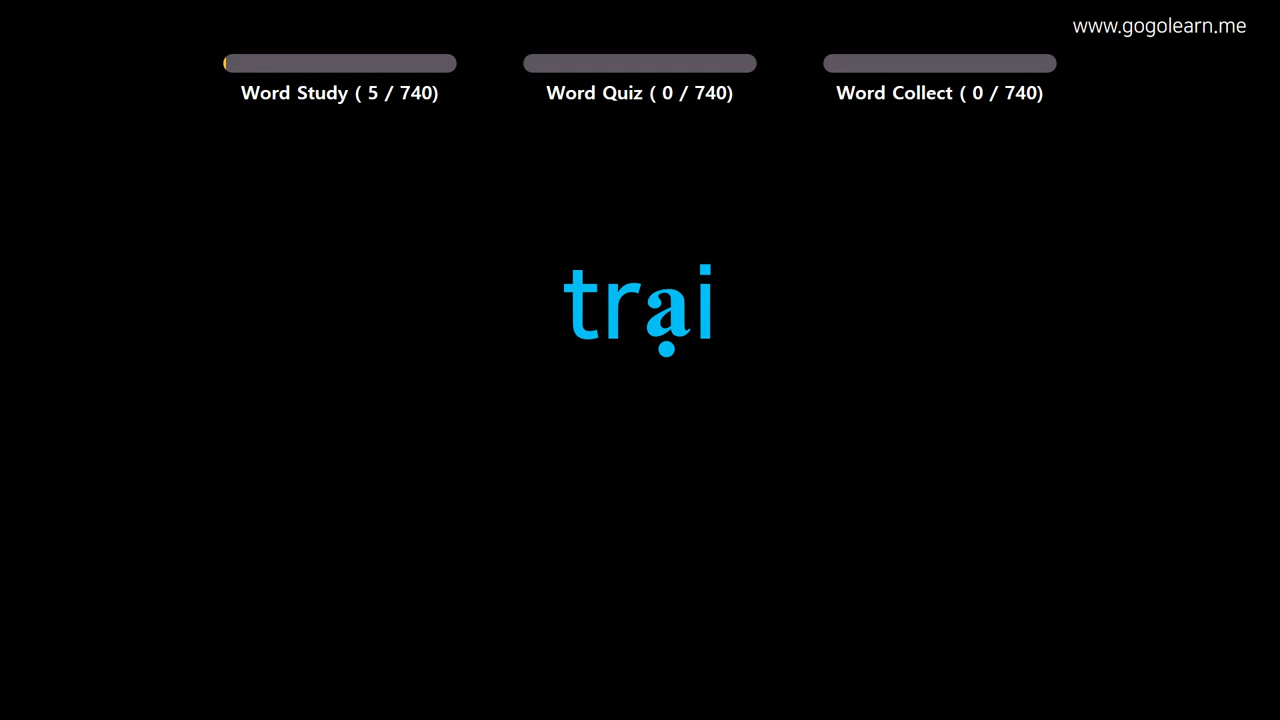 www.gogolearn.me
Word Study ( 5 / 740)
Word Quiz ( 0 / 740)
Word Collect ( 0 / 740)
trại